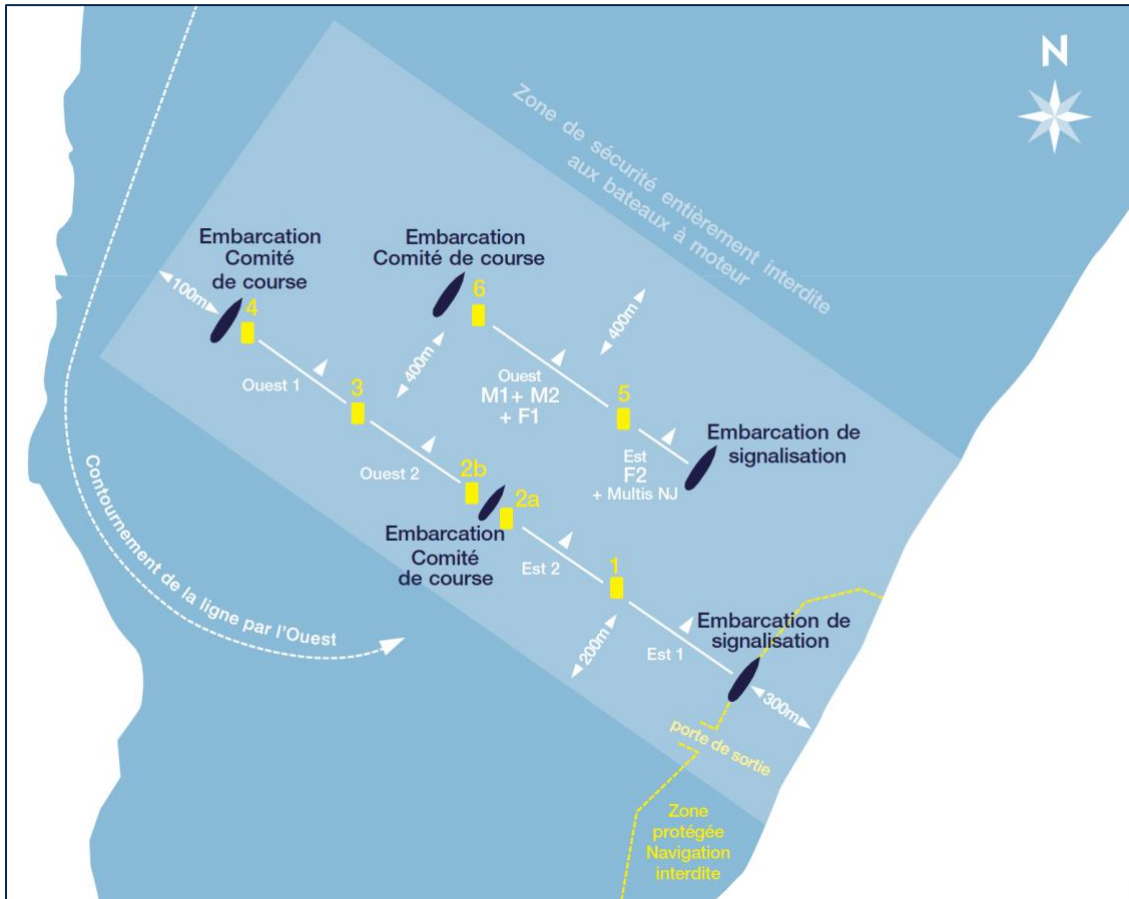 N
Zone de sécurité entièrement interdite
aux bateaux à moteur
Embarcation
Comité
de course
Embarcation
Comité de course
100m
4
6
400m
400m
Ouest 1
3
Ouest
M1+ M2
+ F1
5
Embarcation de
signalisation
Est
F2
+ Multis NJ
Ouest 2
2b
2a
Embarcation
Comité
de course
Est 2
1
Contournement de la ligne par l'Ouest
200m
Est 1
Embarcation de
signalisation
300m
porte de sortie
Zone
protégée
Navigation
interdite